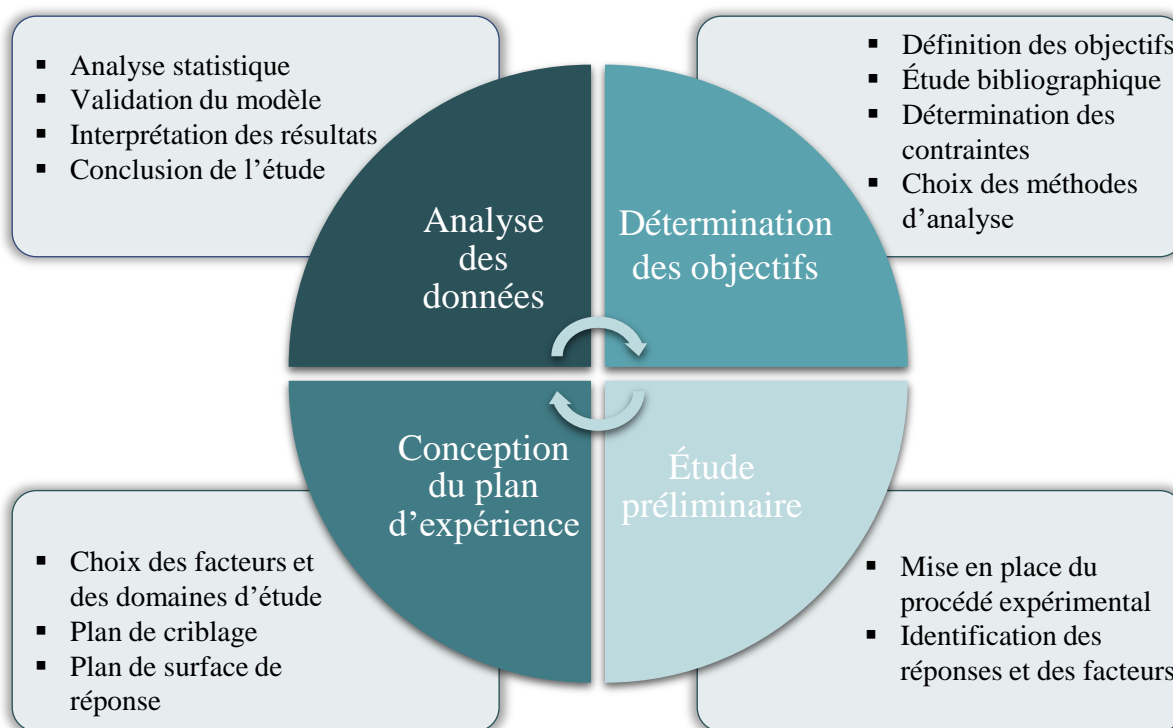 ▪ Analyse statistique
▪ Validation du modèle
▪ Interprétation des résultats
▪ Conclusion de l’étude
▪ Définition des objectifs
▪ Étude bibliographique
▪ Détermination des
contraintes
▪ Choix des méthodes
d’analyse
Analyse
des
données
Détermination
des objectifs
Conception
du plan
d’expérience
Étude
préliminaire
▪ Choix des facteurs et
des domaines d’étude
▪ Plan de criblage
▪ Plan de surface de
réponse
▪ Mise en place du
procédé expérimental
▪ Identification des
réponses et des facteurs